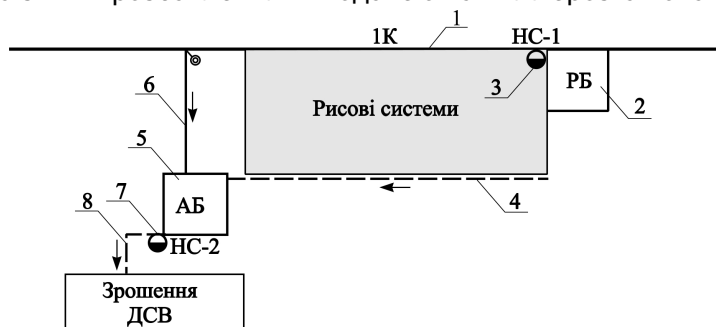 1К
1
НС-1
3
РБ
2
Рисові системи
6
5
АБ
4
7
8
НС-2
Зрошення
ДСВ